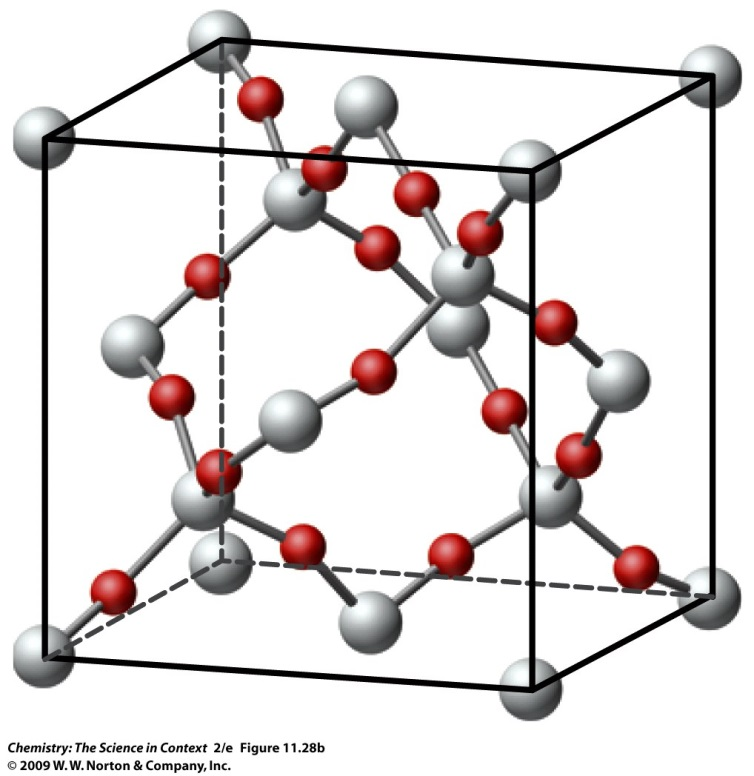 Chemistry: The Science in Context 2/e Figure 11.28b
© 2009 W. W. Norton & Company, Inc.